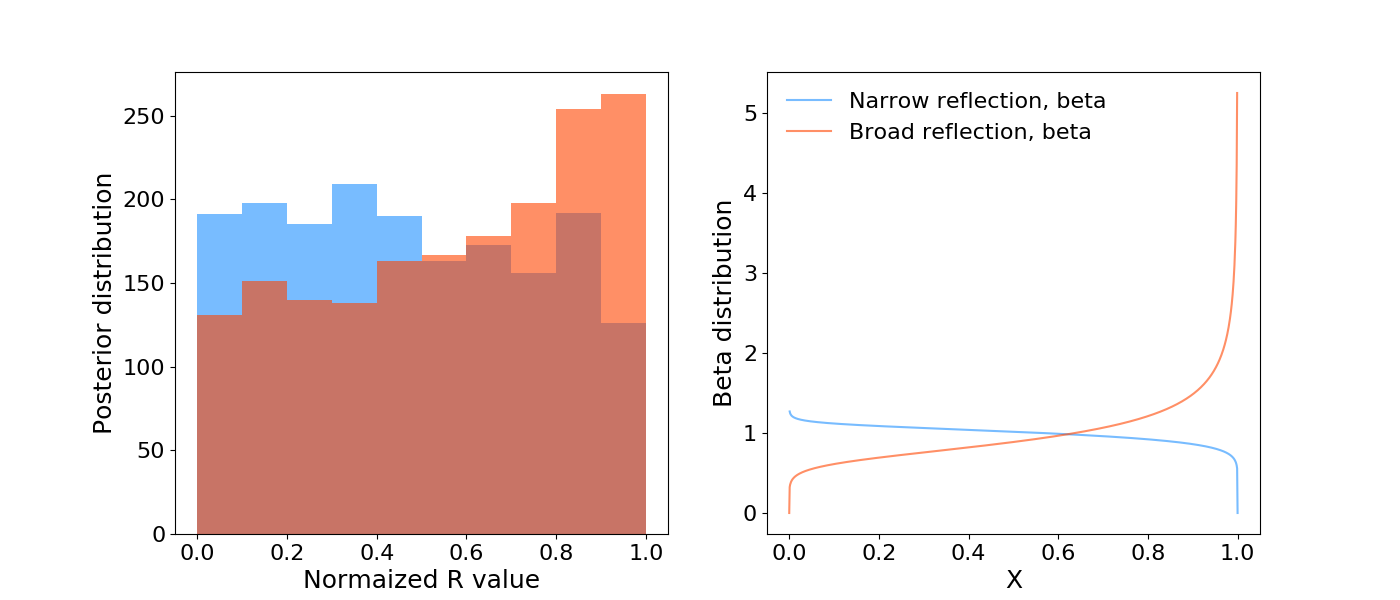 Posterior distribution
250
200
150
100
50
0
0.0 0.2 0.4 0.6 0.8 1.0
Normaized R value
Beta distribution
5
4
3
2
1
0
0.0 0.2 0.4 0.6 0.8 1.0
X
Narrow reflection, beta
Broad reflection, beta